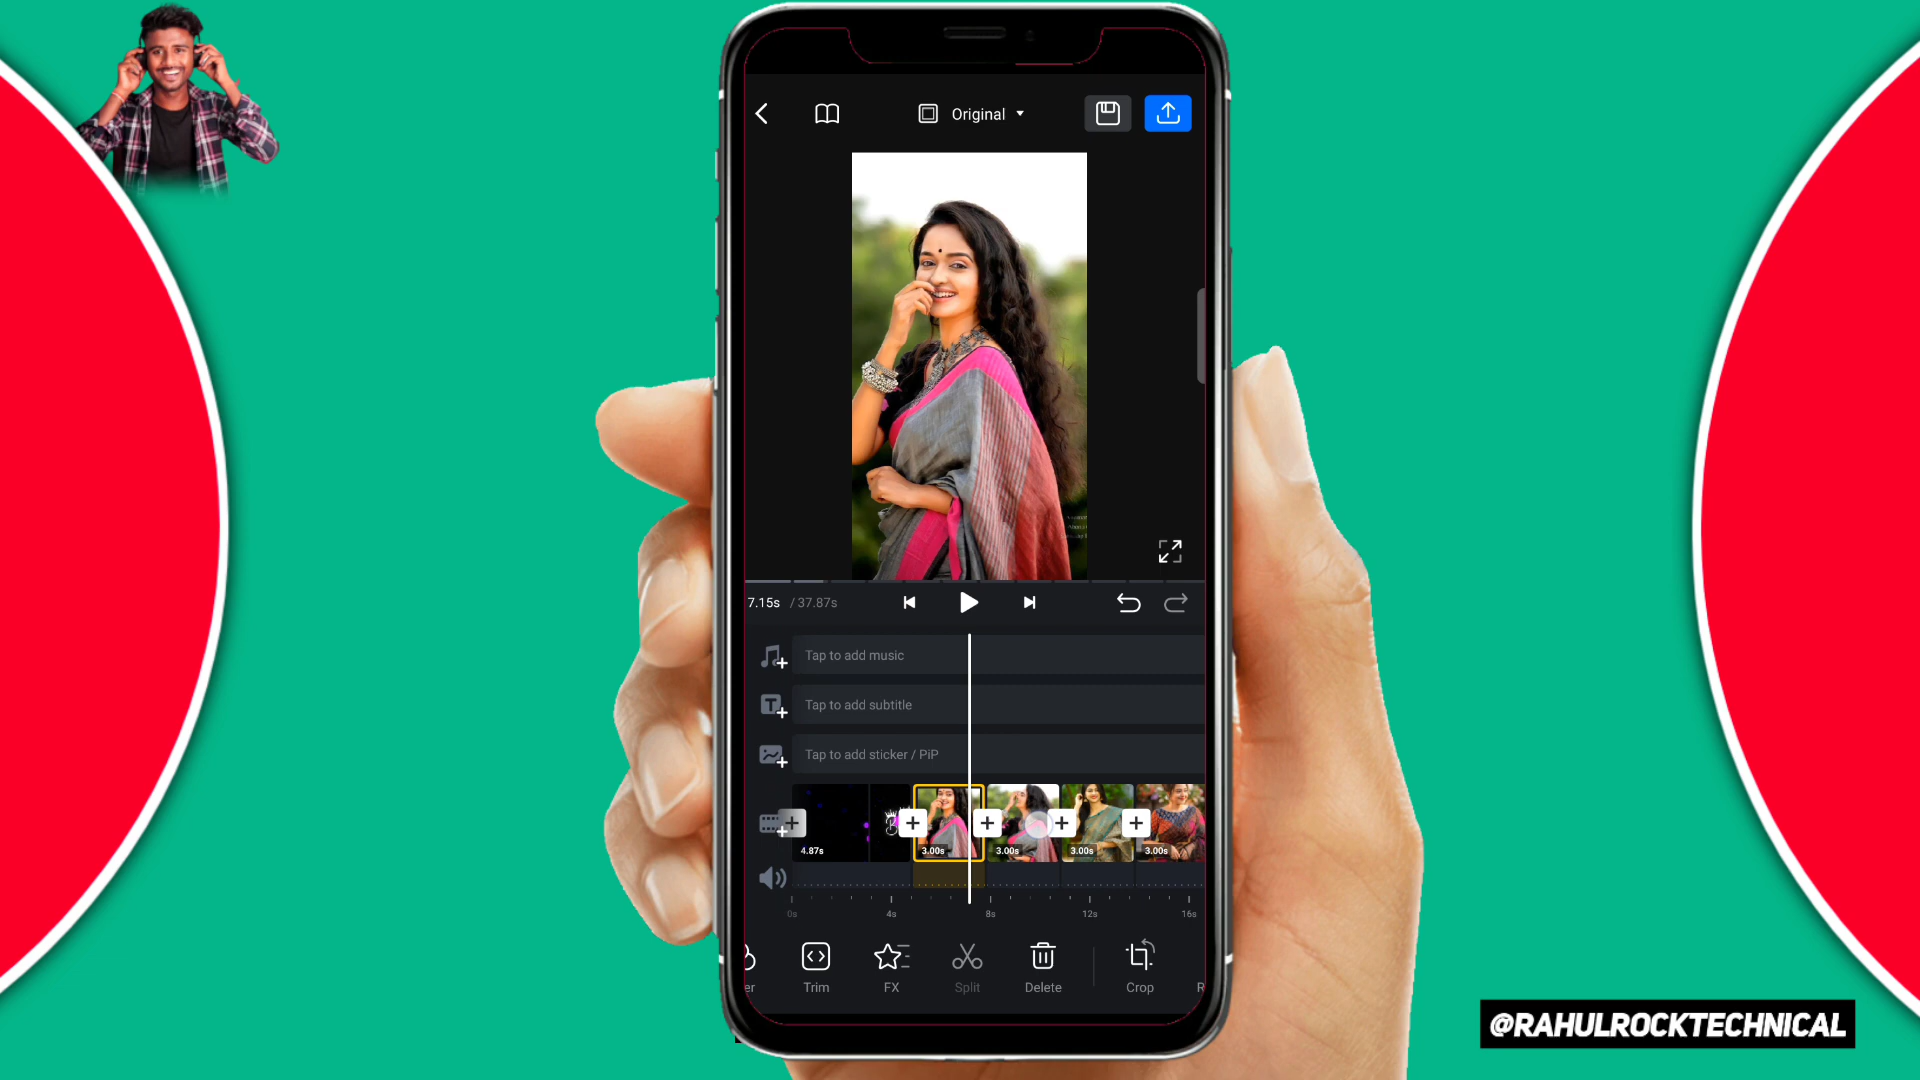 Original
7.15s / 37.87s
Tap to add music
Tap to add subtitle
Tap to add sticker / PiP
4.87s
3.00s
3.00s
3.00s
3.00s
0s 4s 8s 12s 16s
er Trim FX Split Delete Crop R
@RAHULROCKTECHNICAL